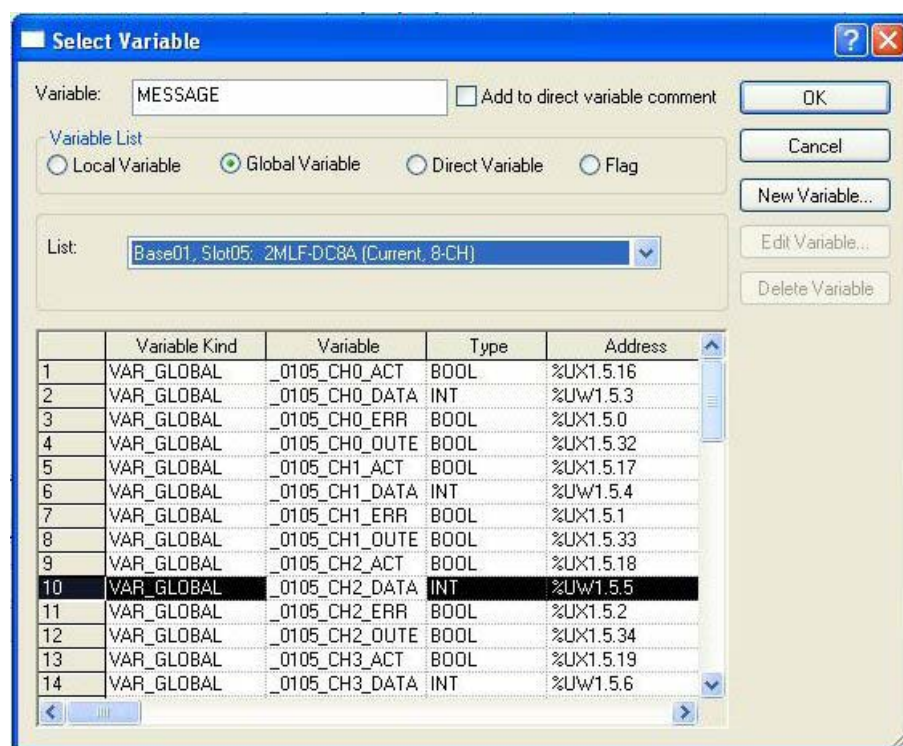 Select Variable
Variable: MESSAGE Add to direct variable comment OK
Variable List Cancel
Local Variable Global Variable Direct Variable Flag
New Variable...
List: Base01, Slot05: 2MLF-DC8A (Current, 8-CH) Edit Variable...
Delete Variable
Variable Kind Variable Type Address
1 VAR_GLOBAL _0105_CH0_ACT BOOL %UX1.5.16
2 VAR_GLOBAL _0105_CH0_DATA INT %UW1.5.3
3 VAR_GLOBAL _0105_CH0_ERR BOOL %UX1.5.0
4 VAR_GLOBAL _0105_CH0_OUTE BOOL %UX1.5.32
5 VAR_GLOBAL _0105_CH1_ACT BOOL %UX1.5.17
6 VAR_GLOBAL _0105_CH1_DATA INT %UW1.5.4
7 VAR_GLOBAL _0105_CH1_ERR BOOL %UX1.5.1
8 VAR_GLOBAL _0105_CH1_OUTE BOOL %UX1.5.33
9 VAR_GLOBAL _0105_CH2_ACT BOOL %UX1.5.18
10 VAR_GLOBAL _0105_CH2_DATA INT %UW1.5.5
11 VAR_GLOBAL _0105_CH2_ERR BOOL %UX1.5.2
12 VAR_GLOBAL _0105_CH2_OUTE BOOL %UX1.5.34
13 VAR_GLOBAL _0105_CH3_ACT BOOL %UX1.5.19
14 VAR_GLOBAL _0105_CH3_DATA INT %UW1.5.6